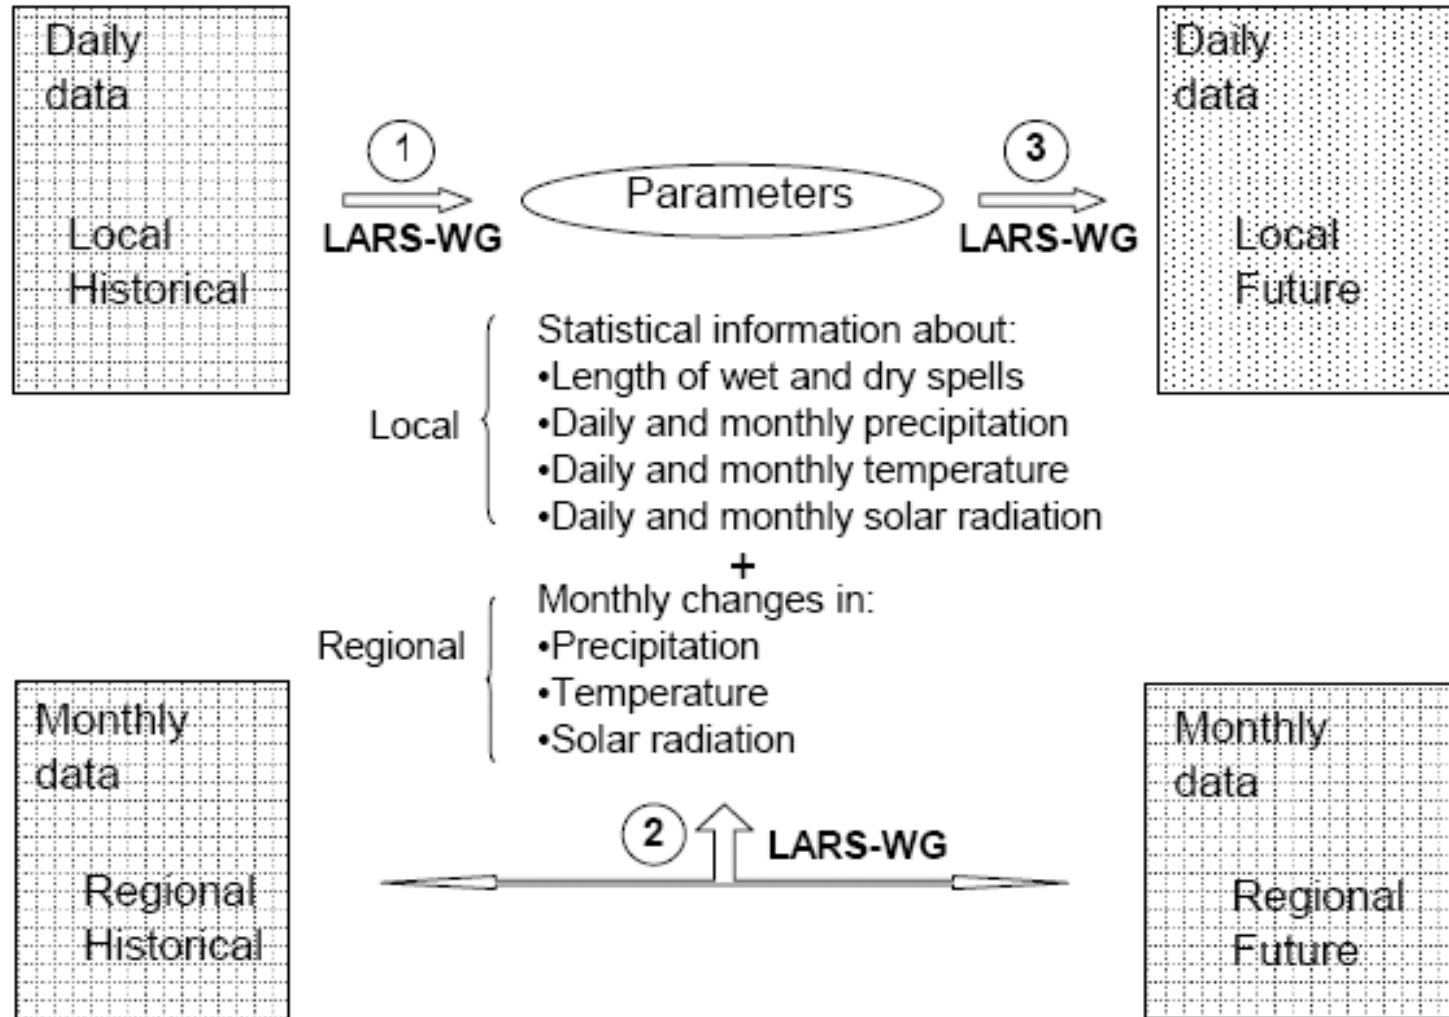 Daily
data
Local
Historical
1
LARS-WG
Parameters
3
LARS-WG
Daily
data
Local
Future
Local
Statistical information about:
•Length of wet and dry spells
•Daily and monthly precipitation
•Daily and monthly temperature
•Daily and monthly solar radiation
+
Regional
Monthly changes in:
•Precipitation
•Temperature
•Solar radiation
Monthly
data
Regional
Historical
2
LARS-WG
Monthly
data
Regional
Future